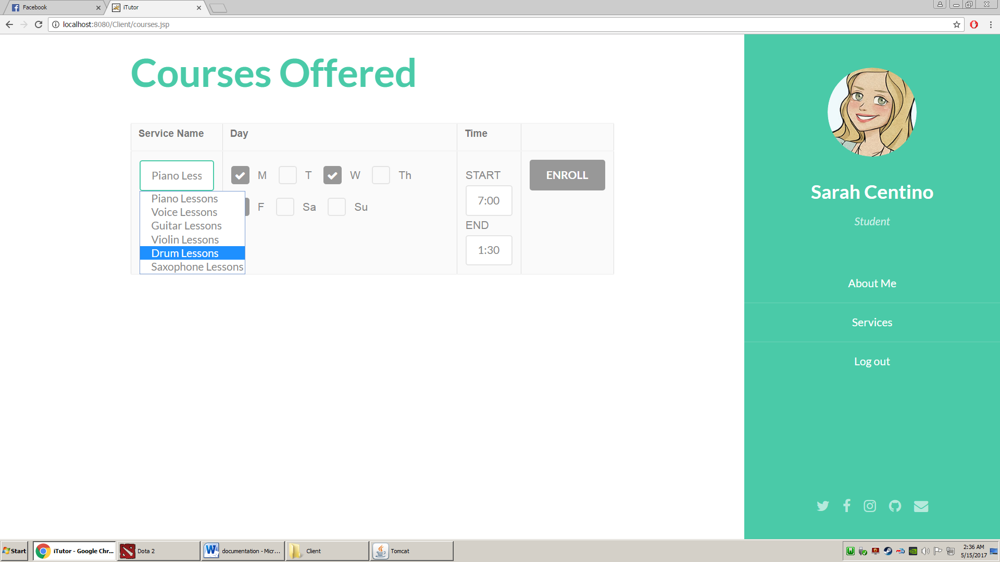 Facebook
iTutor
localhost:8080/Client/courses.jsp
Courses Offered
Service Name Day Time
Piano Less
M T W Th
START
ENROLL
7:00
Piano Lessons
Voice Lessons
Guitar Lessons
Violin Lessons
Drum Lessons
Saxophone Lessons
F Sa Su
END
1:30
Sarah Centino
Student
About Me
Services
Log out
Start
iTutor - Google Chr...
Dota 2
documentation - Micr...
Client
Tomcat
2:36 AM
5/15/2017